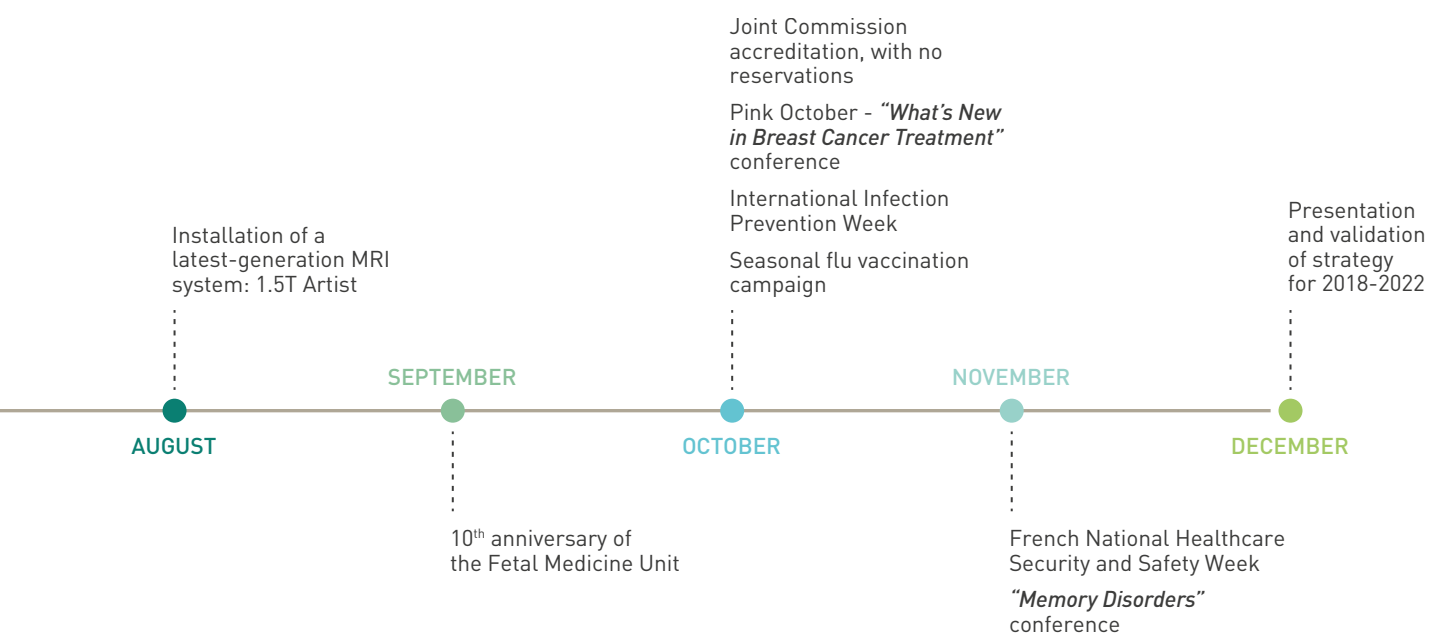 Installation of a
latest-generation MRI
system: 1.5T Artist
AUGUST
SEPTEMBER
10th anniversary of
the Fetal Medicine Unit
Joint Commission
accreditation, with no
reservations
Pink October - “What’s New
in Breast Cancer Treatment”
conference
International Infection
Prevention Week
Seasonal flu vaccination
campaign
OCTOBER
NOVEMBER
French National Healthcare
Security and Safety Week
“Memory Disorders”
conference
Presentation
and validation
of strategy
for 2018-2022
DECEMBER